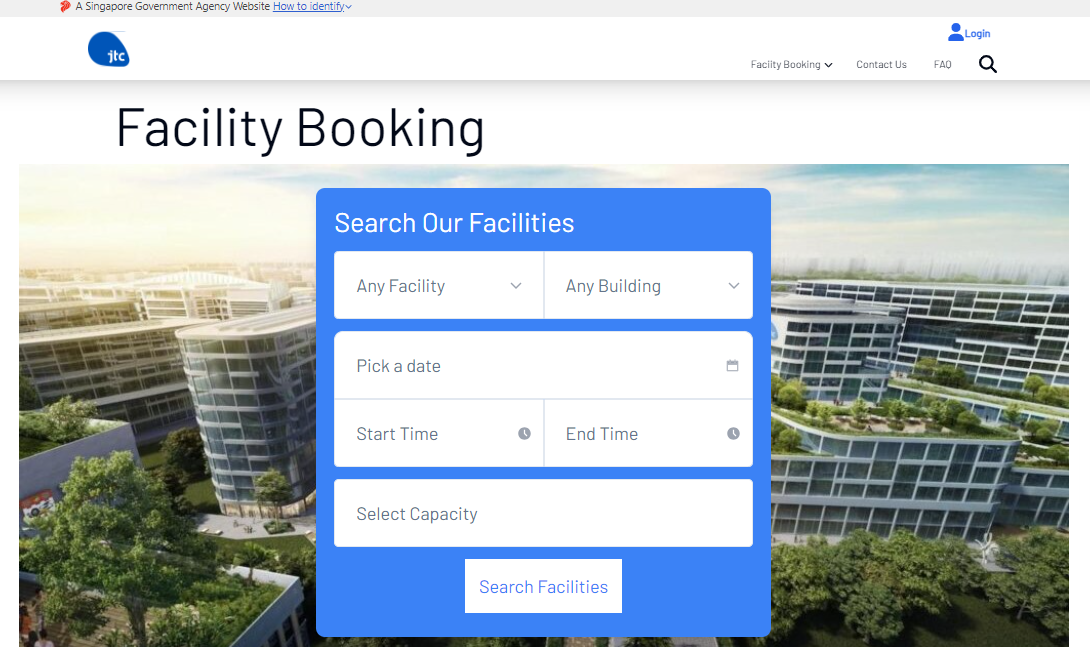 A Singapore Government Agency Website How to identify
jtc
Login
Faciity Booking
Contact Us
FAQ
Facility Booking
Search Our Facilities
Any Facility
Any Building
Pick a date
Start Time
End Time
Select Capacity
Search Facilities